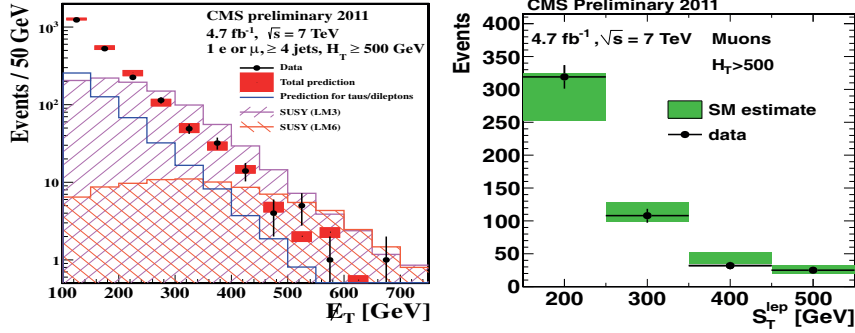 CMS preliminary 2011
4.7 fb⁻¹, √s = 7 TeV
1 e or μ, ≥ 4 jets, H_T ≥ 500 GeV
Data
Total prediction
Prediction for taus/dileptons
SUSY (LM3)
SUSY (LM6)
Events / 50 GeV
10³
10²
10
1
100 200 300 400 500 600 700
E̸_T [GeV]
CMS Preliminary 2011
4.7 fb⁻¹ ,√s = 7 TeV Muons
H_T>500
SM estimate
data
Events
400
350
300
250
200
150
100
50
0
200 300 400 500
S_T^lep [GeV]